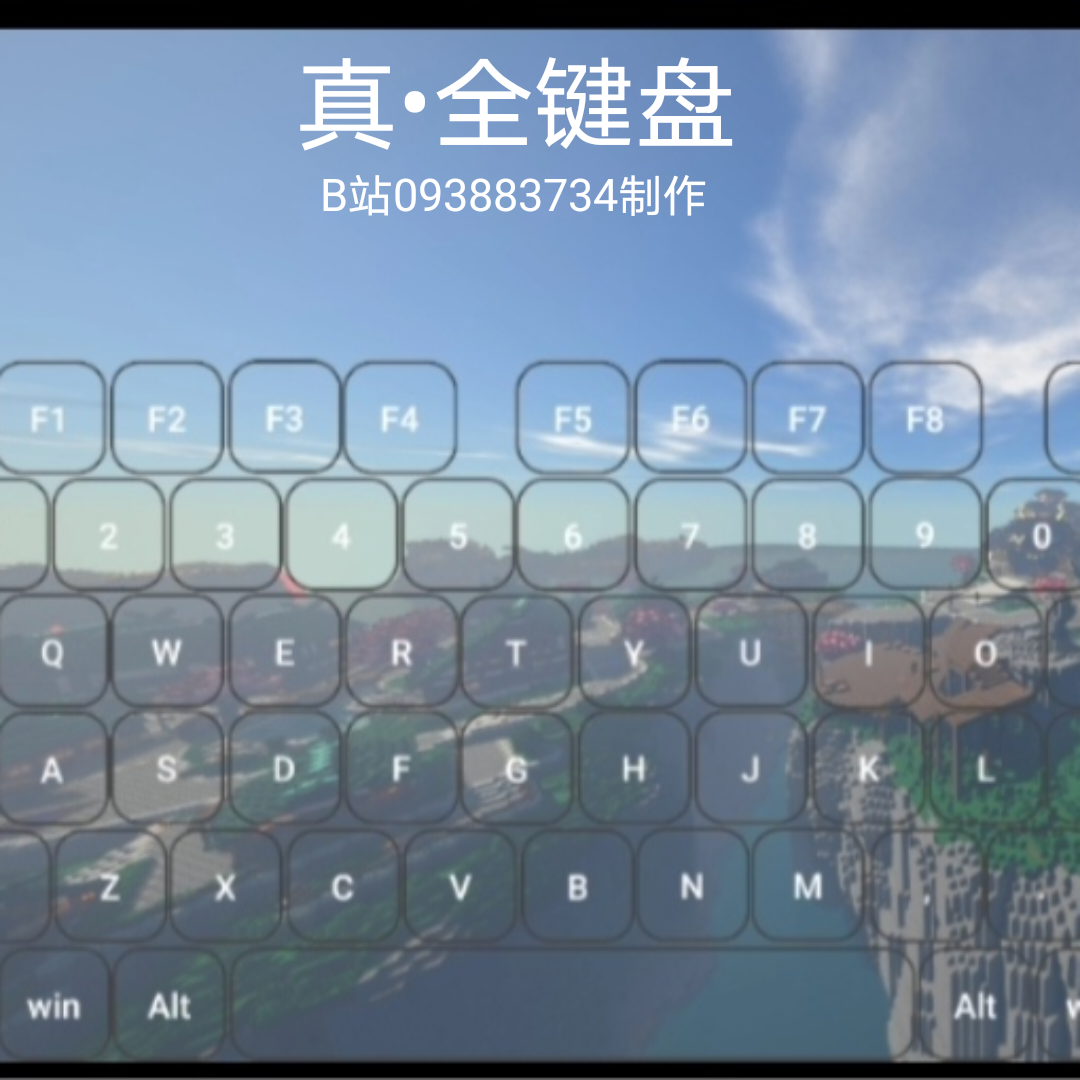 真·全键盘
B站093883734制作
F1 F2 F3 F4 F5 F6 F7 F8
2 3 4 5 6 7 8 9 0
Q W E R T Y U I O
A S D F G H J K L
Z X C V B N M , .
win Alt Alt